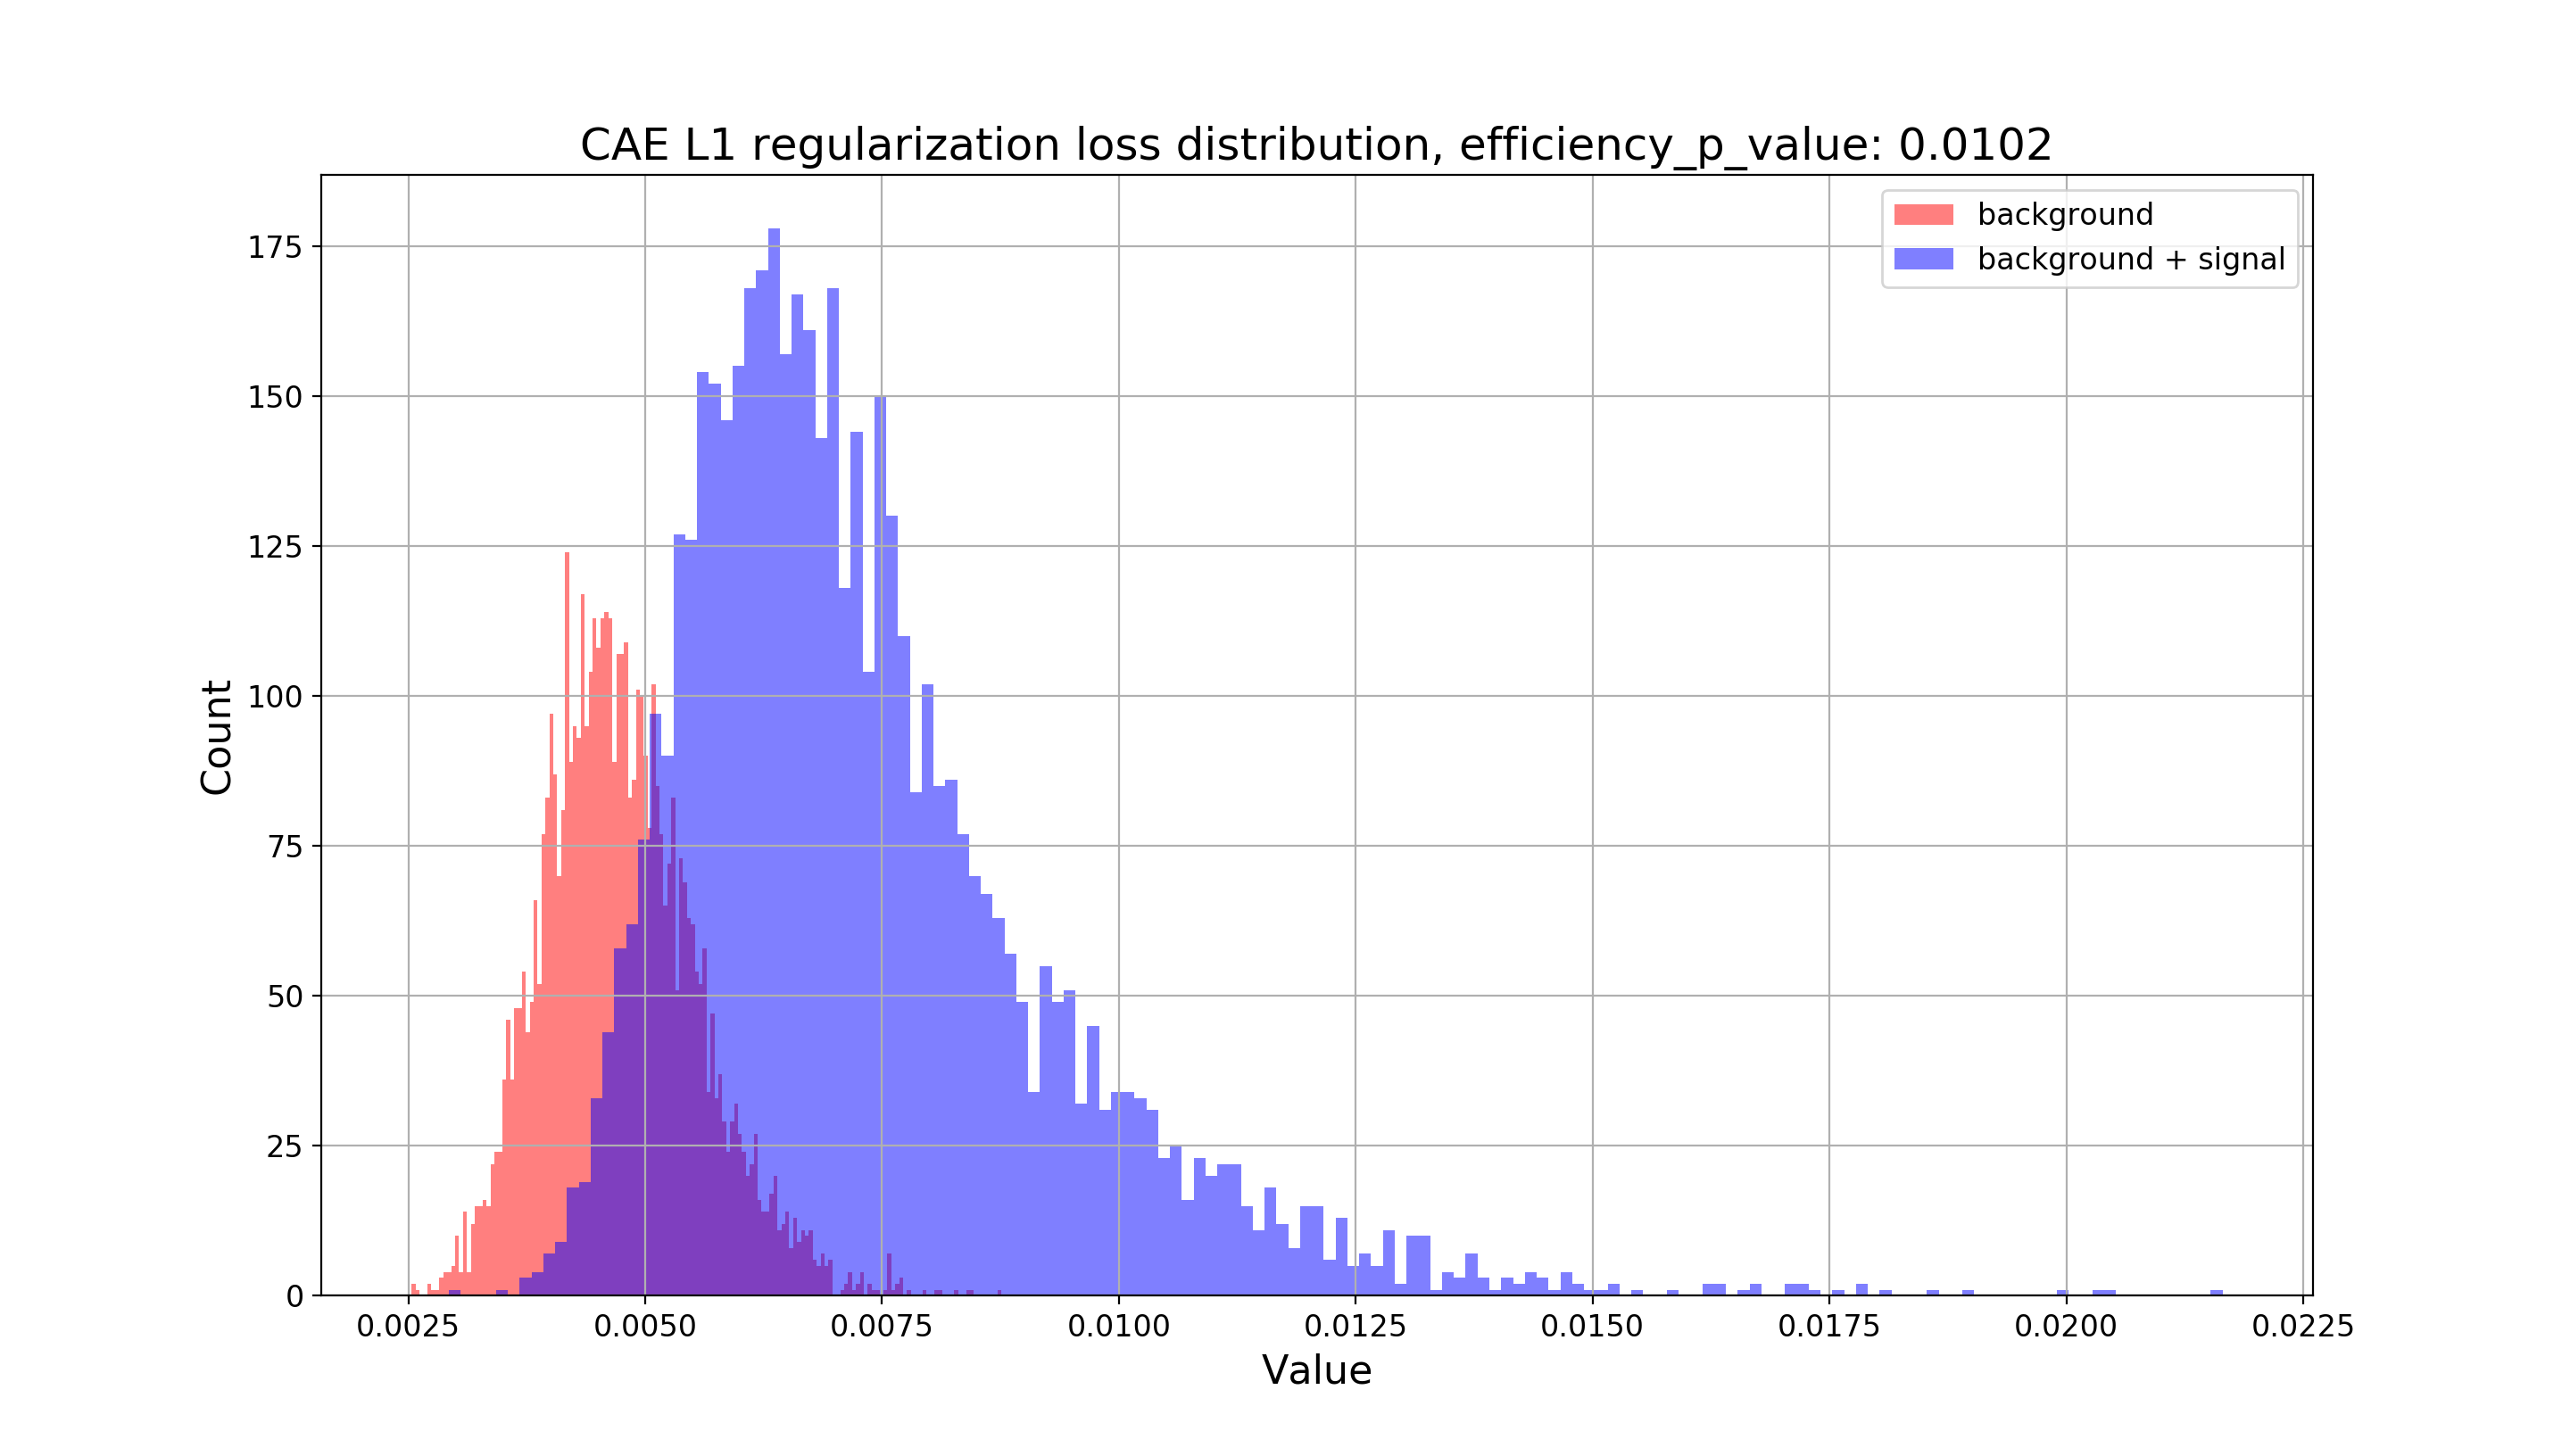 CAE L1 regularization loss distribution, efficiency_p_value: 0.0102
background
background + signal
175
150
125
100
75
50
25
0
Count
0.0025 0.0050 0.0075 0.0100 0.0125 0.0150 0.0175 0.0200 0.0225
Value